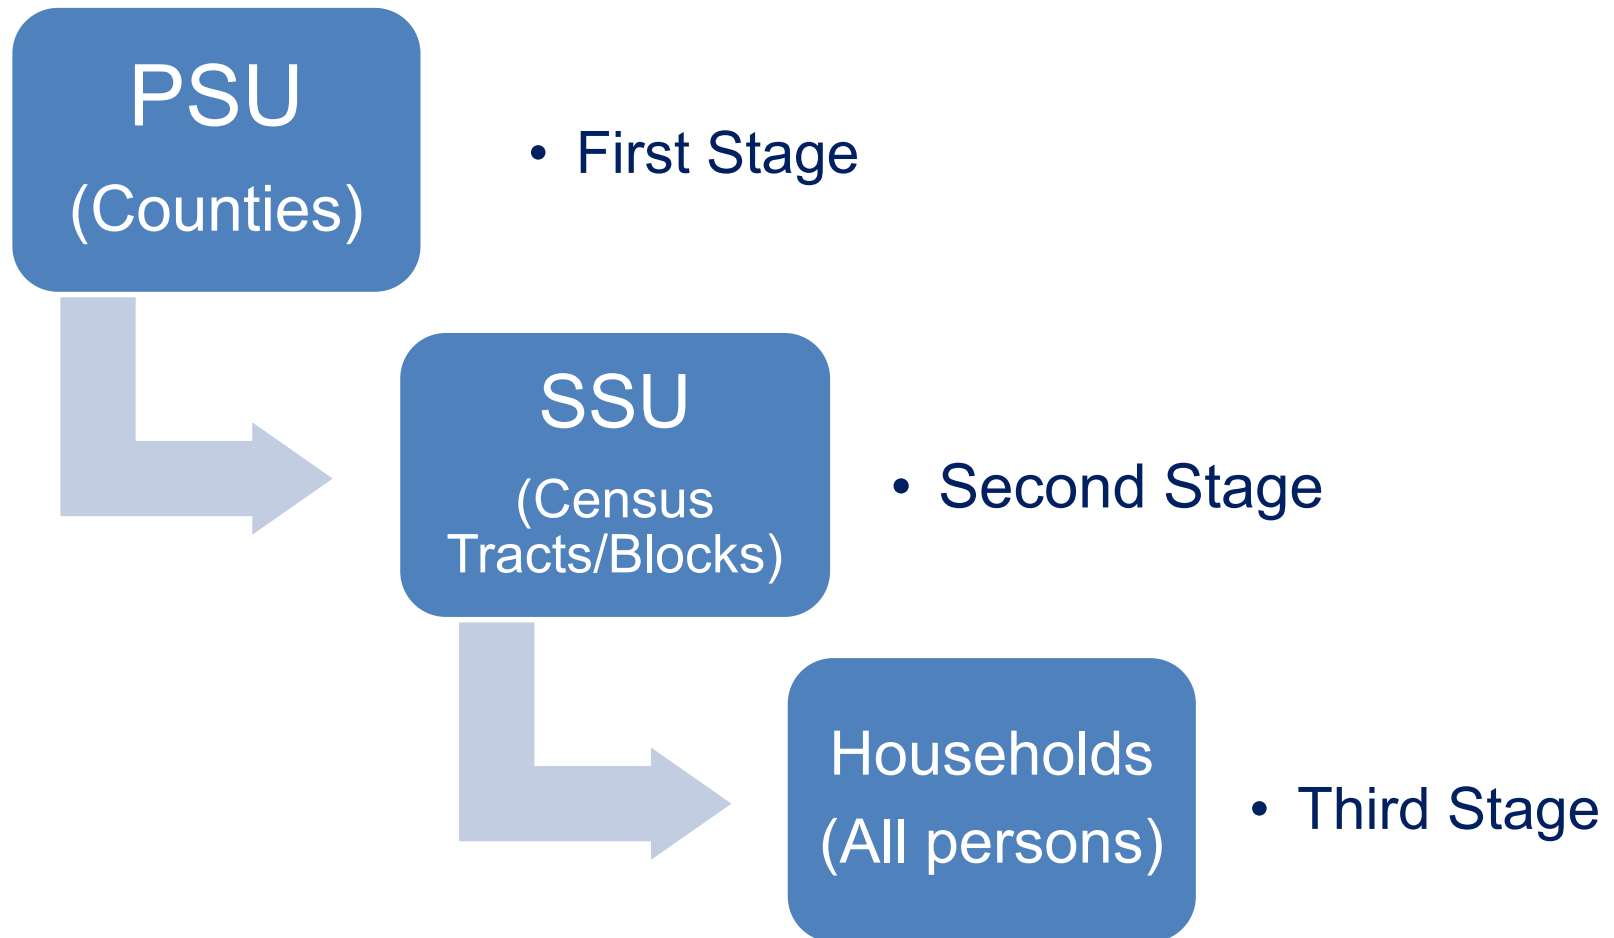 PSU
(Counties)
• First Stage
SSU
(Census
Tracts/Blocks)
• Second Stage
Households
(All persons)
• Third Stage